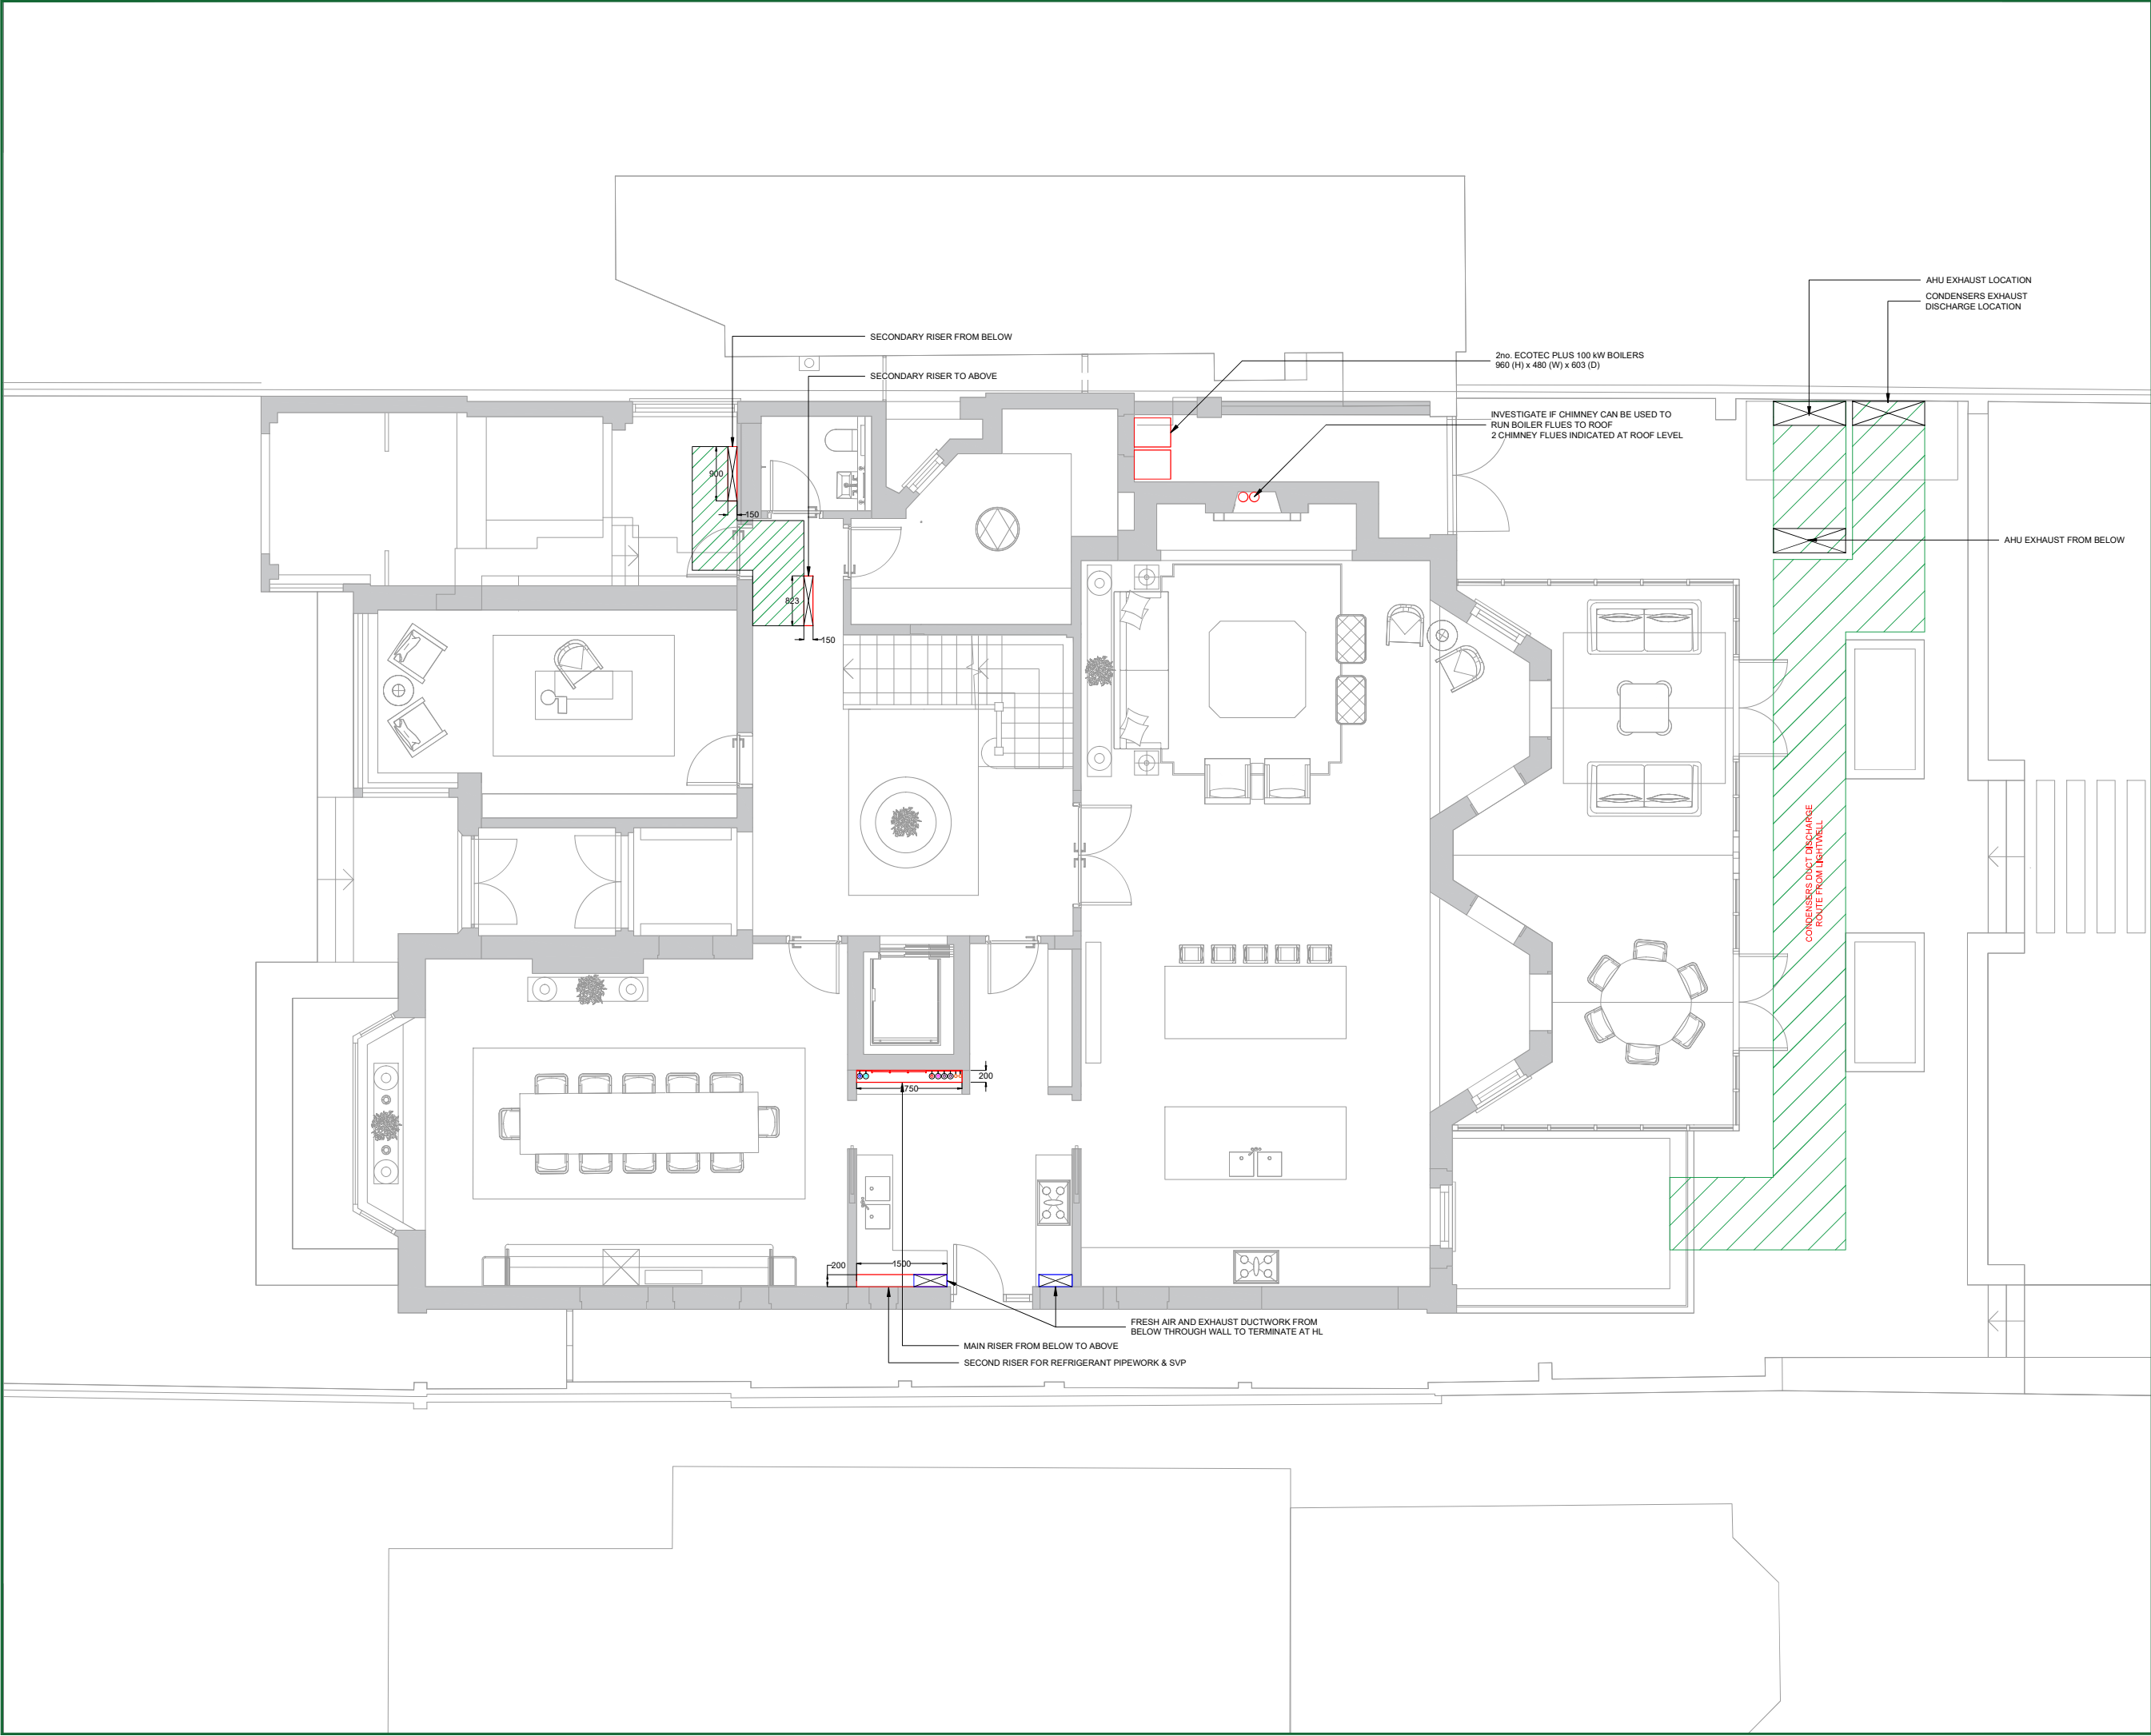 AHU EXHAUST LOCATION
CONDENSERS EXHAUST
DISCHARGE LOCATION
SECONDARY RISER FROM BELOW
2no. ECOTEC PLUS 100 kW BOILERS
960 (H) x 480 (W) x 603 (D)
SECONDARY RISER TO ABOVE
INVESTIGATE IF CHIMNEY CAN BE USED TO
RUN BOILER FLUES TO ROOF
2 CHIMNEY FLUES INDICATED AT ROOF LEVEL
900
150
AHU EXHAUST FROM BELOW
823
150
CONDENSERS DUCT DISCHARGE
ROUTE FROM LIGHTWELL
200
1750
200
1500
FRESH AIR AND EXHAUST DUCTWORK FROM
BELOW THROUGH WALL TO TERMINATE AT HL
MAIN RISER FROM BELOW TO ABOVE
SECOND RISER FOR REFRIGERANT PIPEWORK & SVP